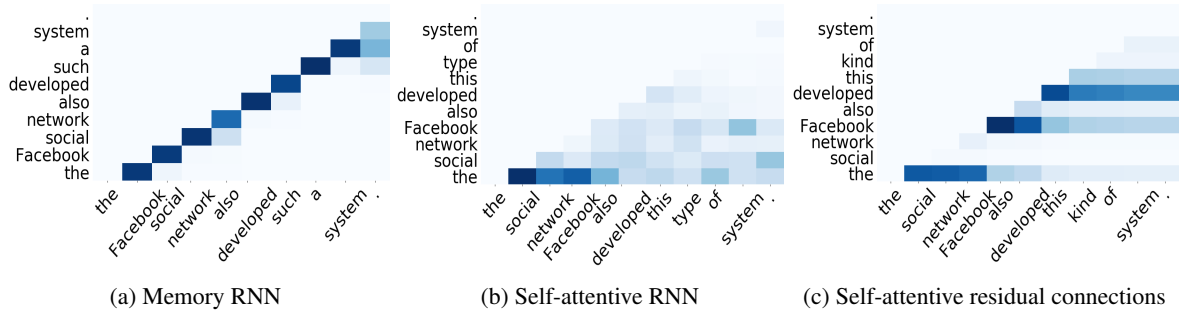 .
system
a
such
developed
also
network
social
Facebook
the
the
Facebook
social
network
also
developed
such
a
system
.
(a) Memory RNN
.
system
of
type
this
developed
also
Facebook
network
social
the
the
social
network
Facebook
also
developed
this
type
of
system
.
(b) Self-attentive RNN
.
system
of
kind
this
developed
also
Facebook
network
social
the
the
social
network
Facebook
also
developed
this
kind
of
system
.
(c) Self-attentive residual connections